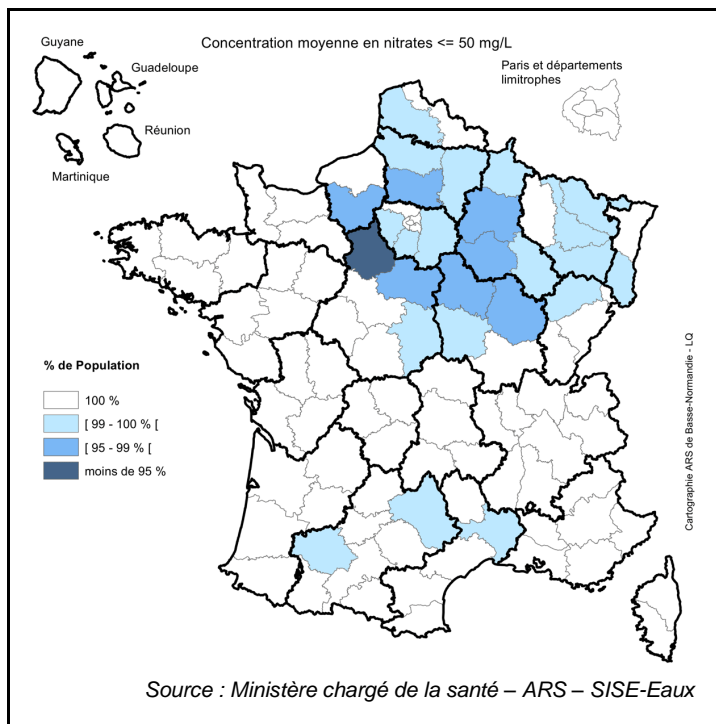 Guyane
Concentration moyenne en nitrates <= 50 mg/L
Guadeloupe
Paris et départements
limitrophes
Réunion
Martinique
% de Population
100 %
[ 99 - 100 % [
[ 95 - 99 % [
moins de 95 %
Cartographie ARS de Basse-Normandie - LQ
Source : Ministère chargé de la santé – ARS – SISE-Eaux